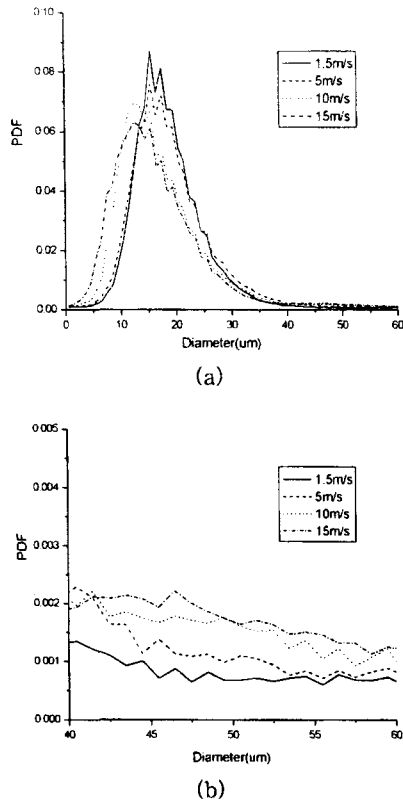 0.10
0.08
0.06
0.04
0.02
0.00
PDF
1.5m/s
5m/s
10m/s
15m/s
0 10 20 30 40 50 60
Diameter(um)
(a)
0.005
0.004
0.003
0.002
0.001
0.000
PDF
1.5m/s
5m/s
10m/s
15m/s
40 45 50 55 60
Diameter(um)
(b)